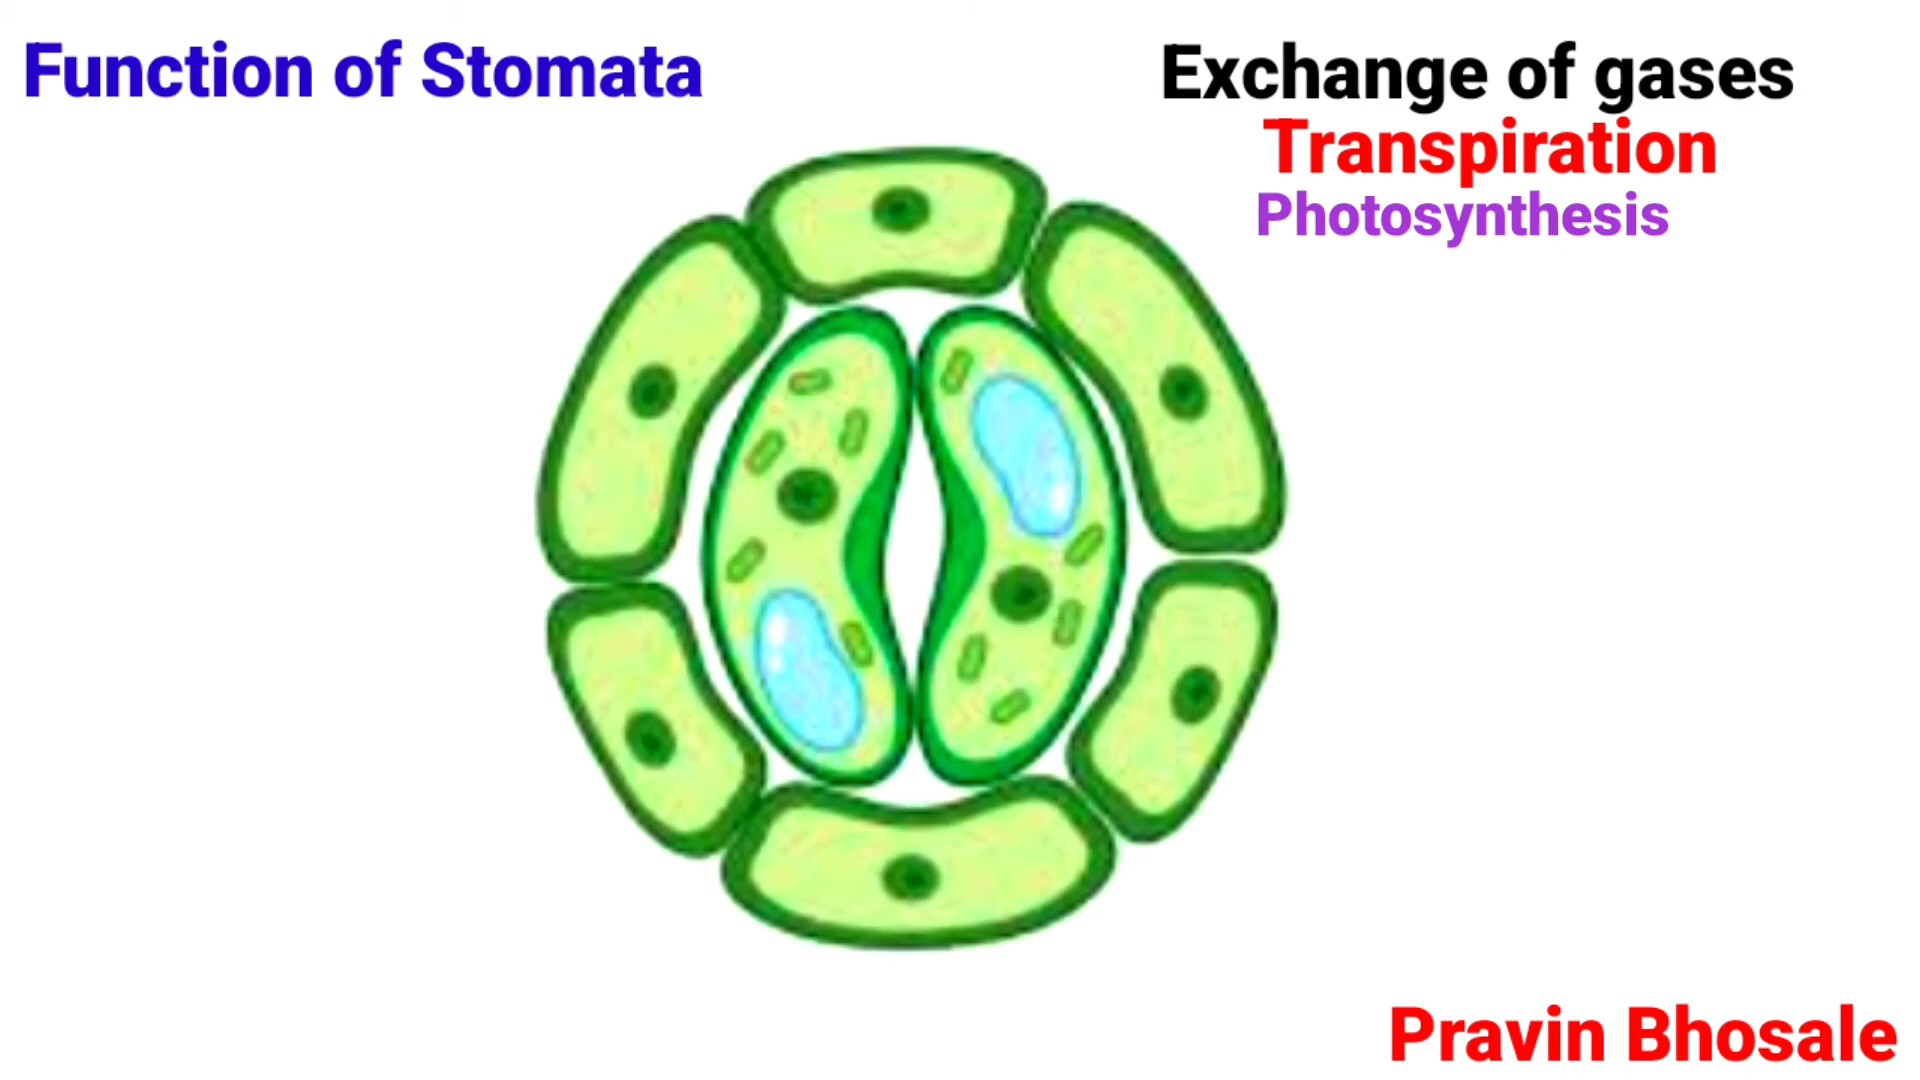 Function of Stomata
Exchange of gases
Transpiration
Photosynthesis
Pravin Bhosale